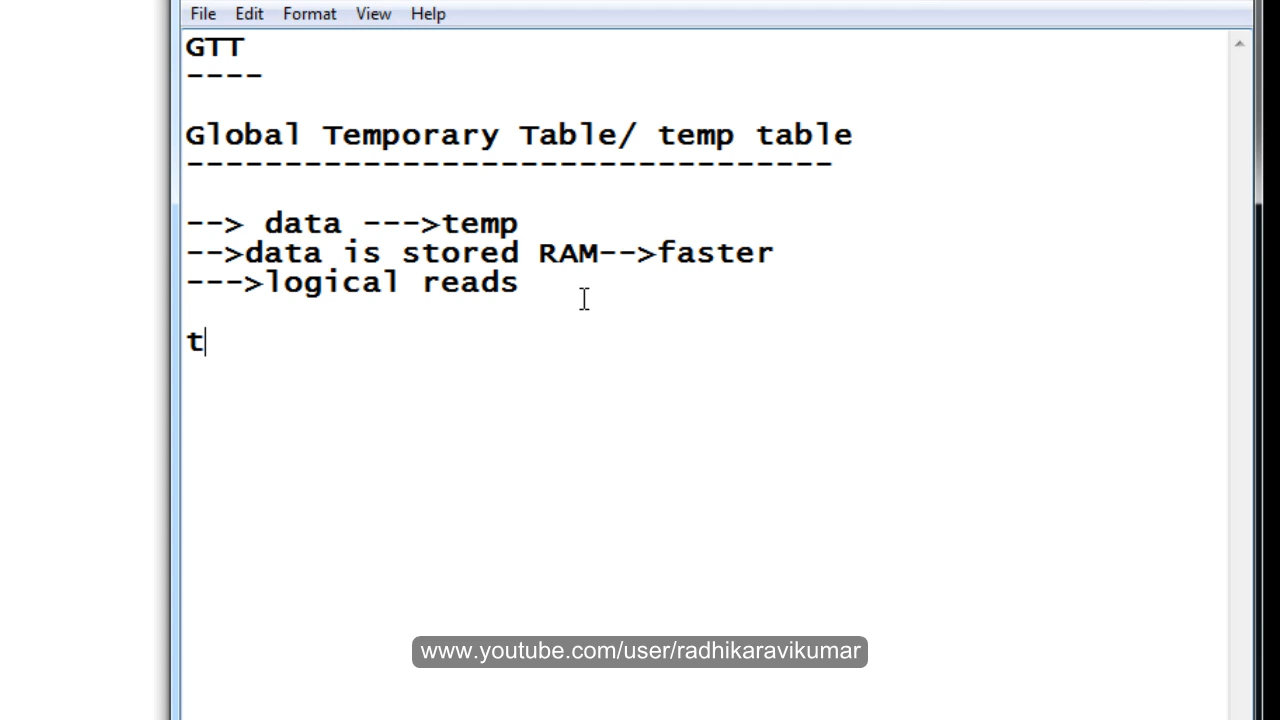 File Edit Format View Help
GTT
----
Global Temporary Table/ temp table
---------------------------------
--> data --->temp
-->data is stored RAM-->faster
--->logical reads
t
www.youtube.com/user/radhikaravikumar